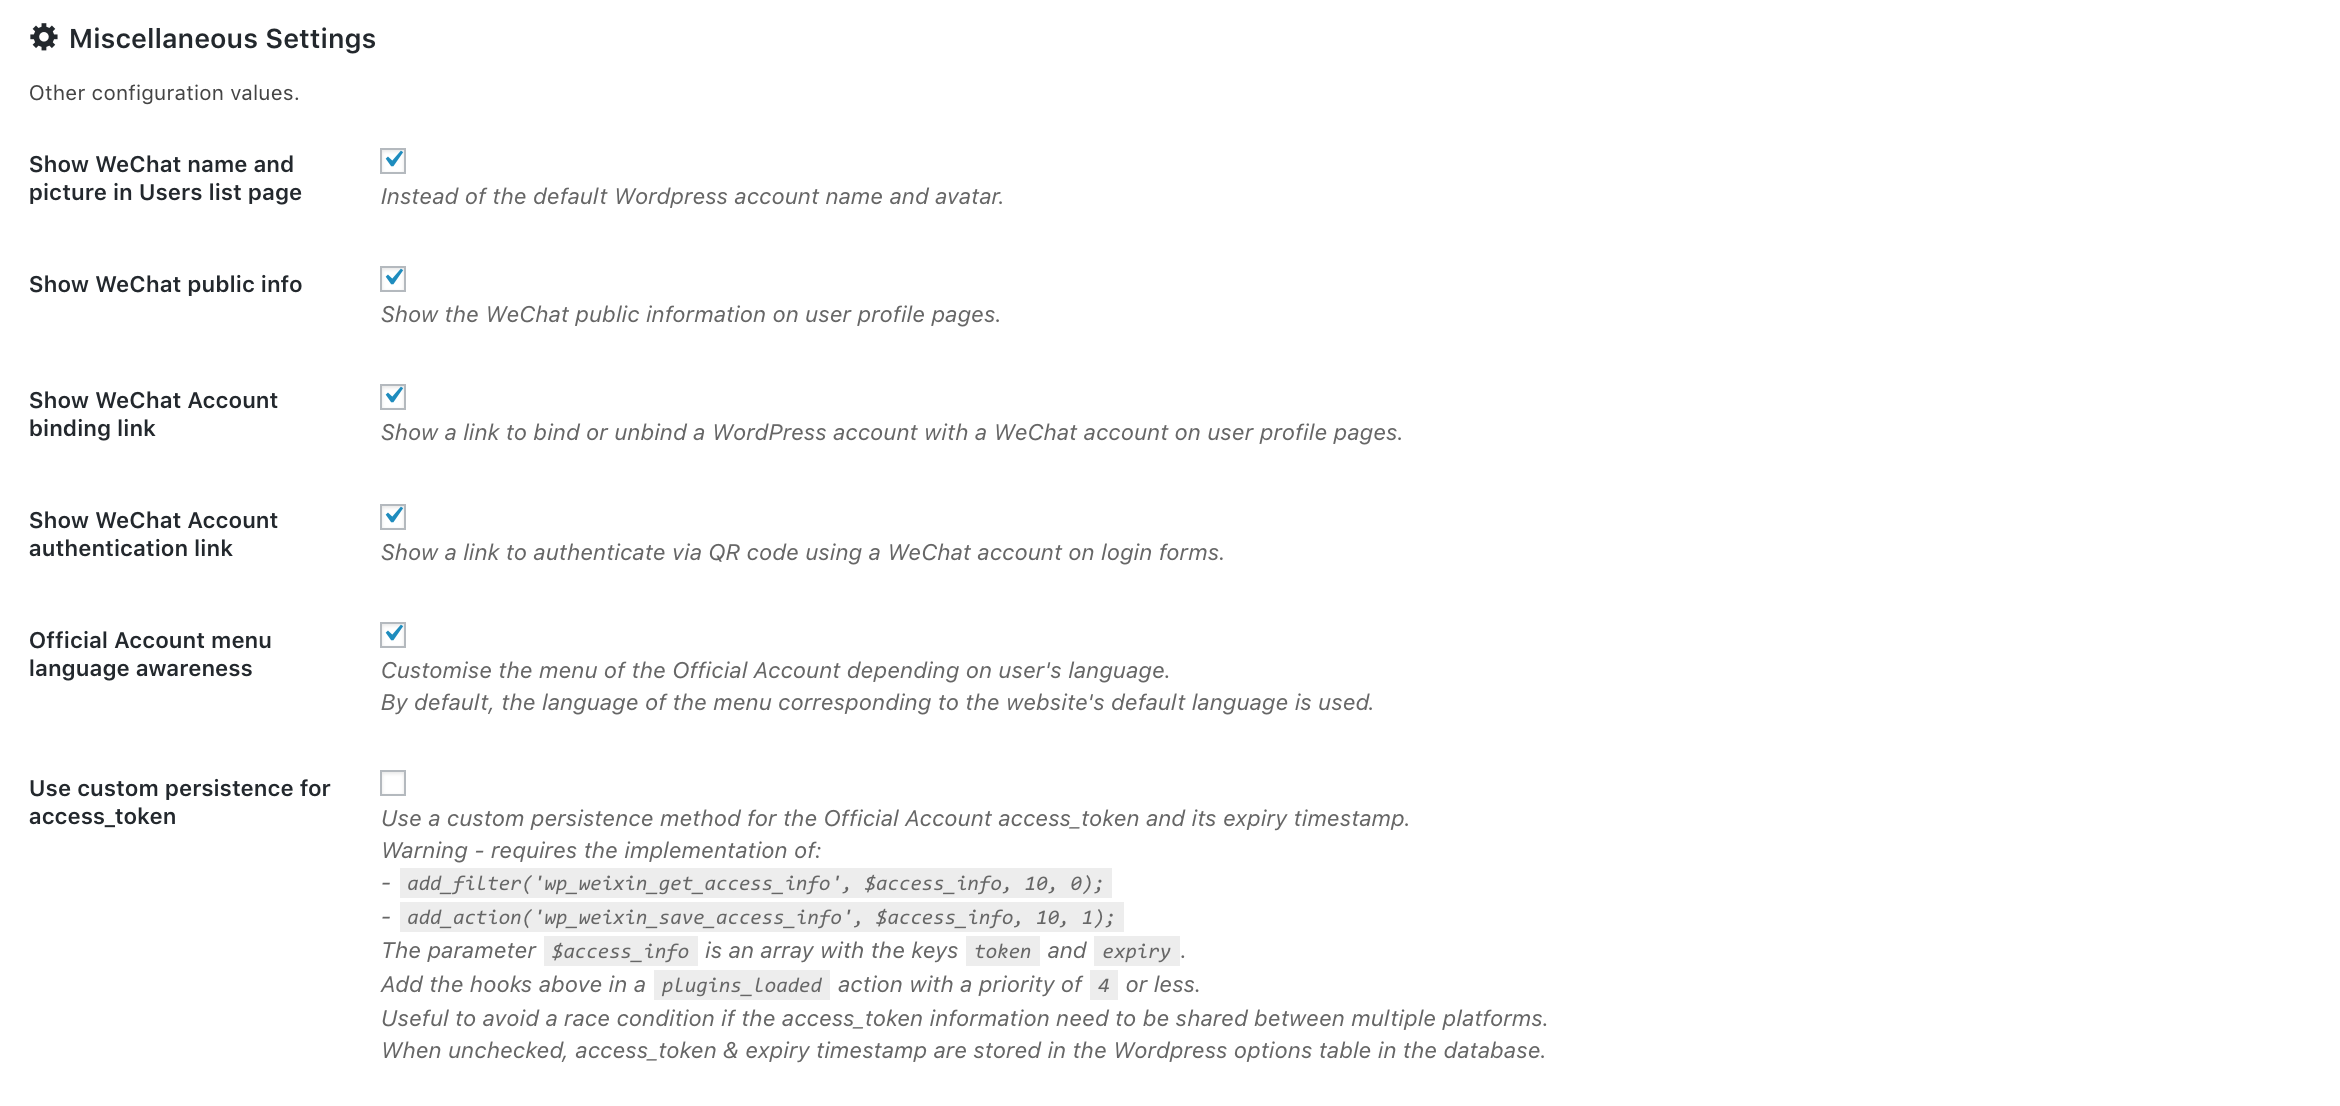 Miscellaneous Settings
Other configuration values.
Show WeChat name and
picture in Users list page
Instead of the default Wordpress account name and avatar.
Show WeChat public info
Show the WeChat public information on user profile pages.
Show WeChat Account
binding link
Show a link to bind or unbind a WordPress account with a WeChat account on user profile pages.
Show WeChat Account
authentication link
Show a link to authenticate via QR code using a WeChat account on login forms.
Official Account menu
language awareness
Customise the menu of the Official Account depending on user's language.
By default, the language of the menu corresponding to the website's default language is used.
Use custom persistence for
access_token
Use a custom persistence method for the Official Account access_token and its expiry timestamp.
Warning - requires the implementation of:
- add_filter('wp_weixin_get_access_info', $access_info, 10, 0);
- add_action('wp_weixin_save_access_info', $access_info, 10, 1);
The parameter $access_info is an array with the keys token and expiry.
Add the hooks above in a plugins_loaded action with a priority of 4 or less.
Useful to avoid a race condition if the access_token information need to be shared between multiple platforms.
When unchecked, access_token & expiry timestamp are stored in the Wordpress options table in the database.